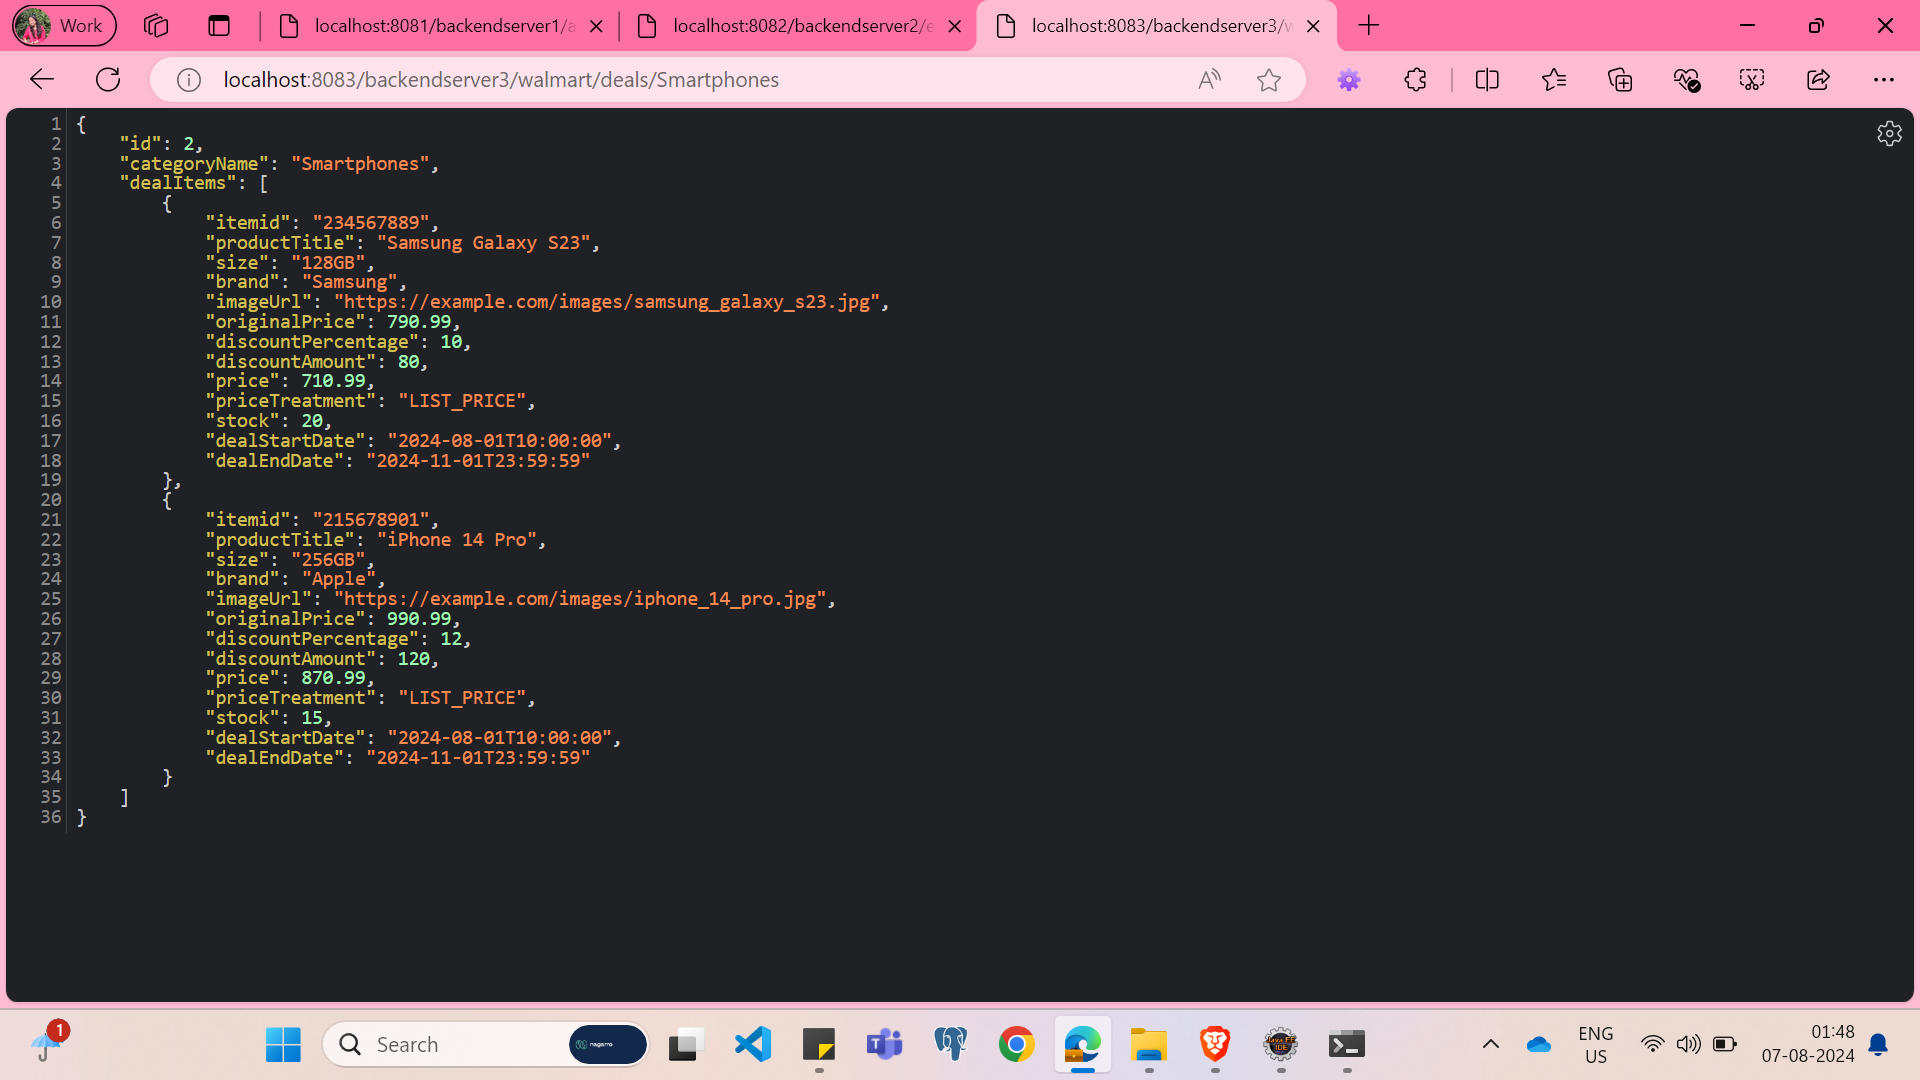 Work
localhost:8081/backendserver1/a
localhost:8082/backendserver2/e
localhost:8083/backendserver3/w
localhost:8083/backendserver3/walmart/deals/Smartphones
1 {
2 "id": 2,
3 "categoryName": "Smartphones",
4 "dealItems": [
5 {
6 "itemid": "234567889",
7 "productTitle": "Samsung Galaxy S23",
8 "size": "128GB",
9 "brand": "Samsung",
10 "imageUrl": "https://example.com/images/samsung_galaxy_s23.jpg",
11 "originalPrice": 790.99,
12 "discountPercentage": 10,
13 "discountAmount": 80,
14 "price": 710.99,
15 "priceTreatment": "LIST_PRICE",
16 "stock": 20,
17 "dealStartDate": "2024-08-01T10:00:00",
18 "dealEndDate": "2024-11-01T23:59:59"
19 },
20 {
21 "itemid": "215678901",
22 "productTitle": "iPhone 14 Pro",
23 "size": "256GB",
24 "brand": "Apple",
25 "imageUrl": "https://example.com/images/iphone_14_pro.jpg",
26 "originalPrice": 990.99,
27 "discountPercentage": 12,
28 "discountAmount": 120,
29 "price": 870.99,
30 "priceTreatment": "LIST_PRICE",
31 "stock": 15,
32 "dealStartDate": "2024-08-01T10:00:00",
33 "dealEndDate": "2024-11-01T23:59:59"
34 }
35 ]
36 }
1
Search
nagarro
ENG
US
01:48
07-08-2024